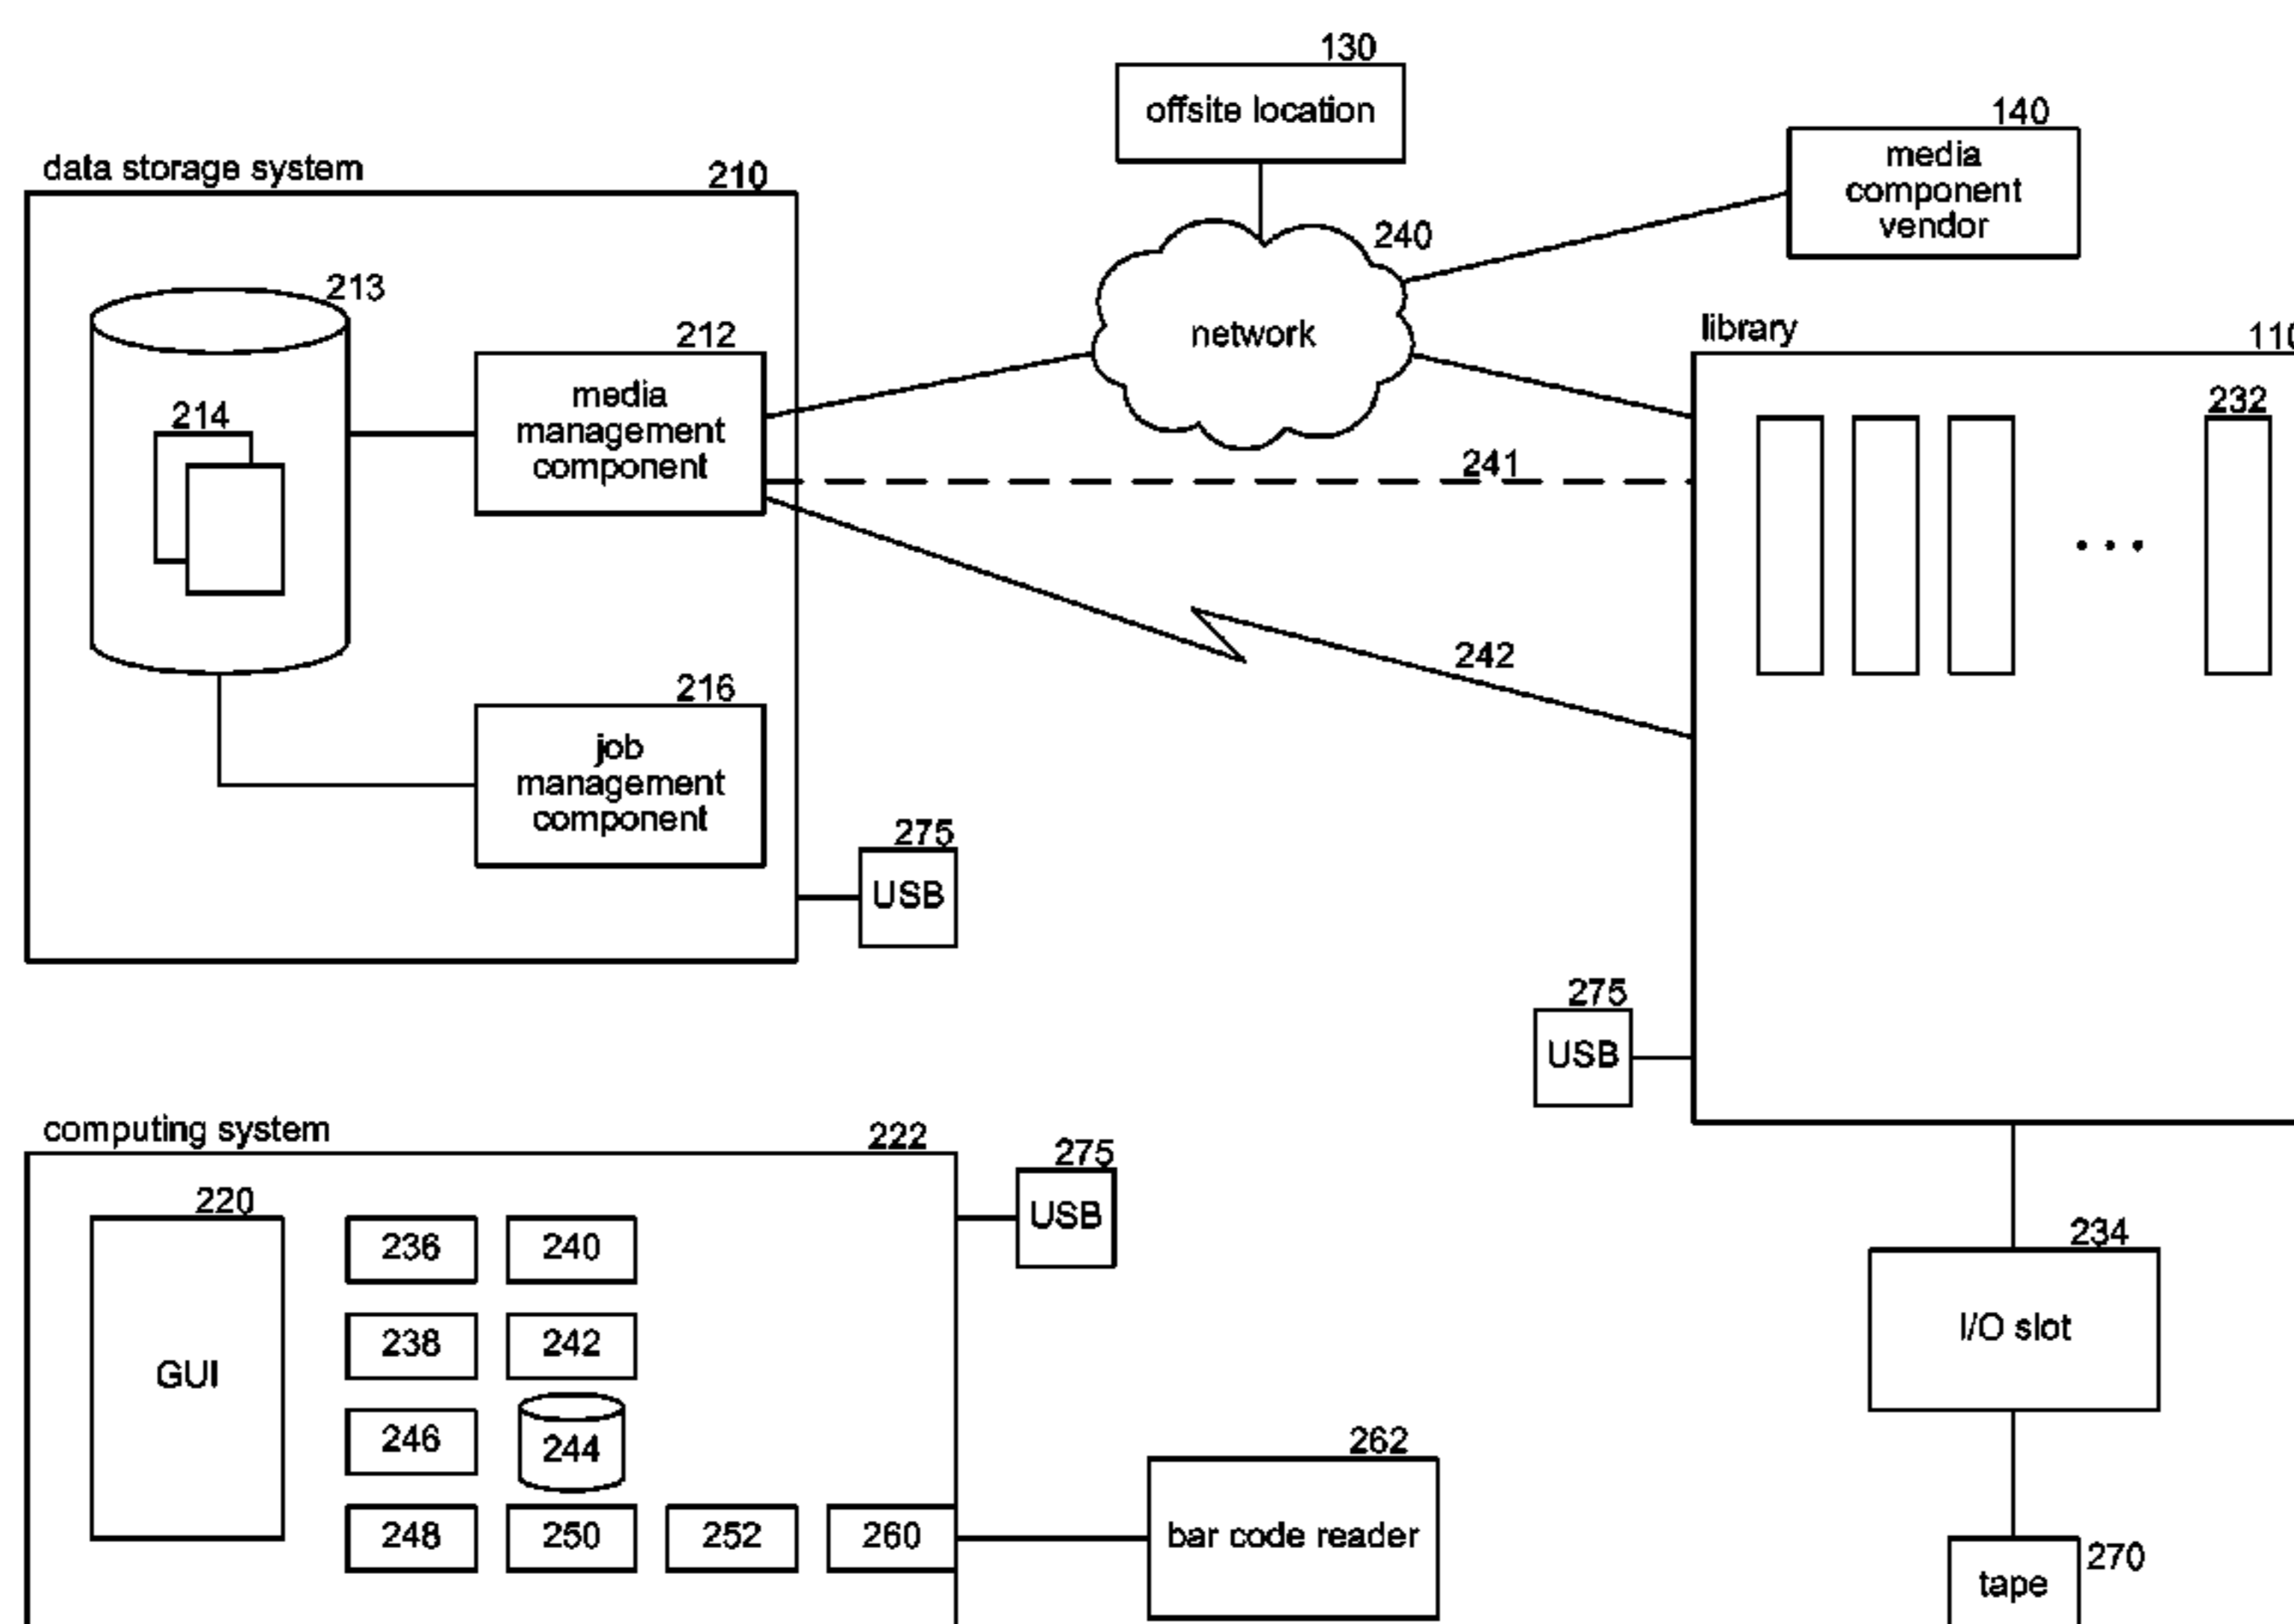 130
offsite location
140
media
component
vendor
data storage system
210
240
network
213
212
media
management
component
214
library
110
232
241
242
216
job
management
component
275
USB
275
USB
computing system
222
275
USB
220
GUI
236
240
238
242
246
244
248
250
252
260
262
bar code reader
234
I/O slot
270
tape